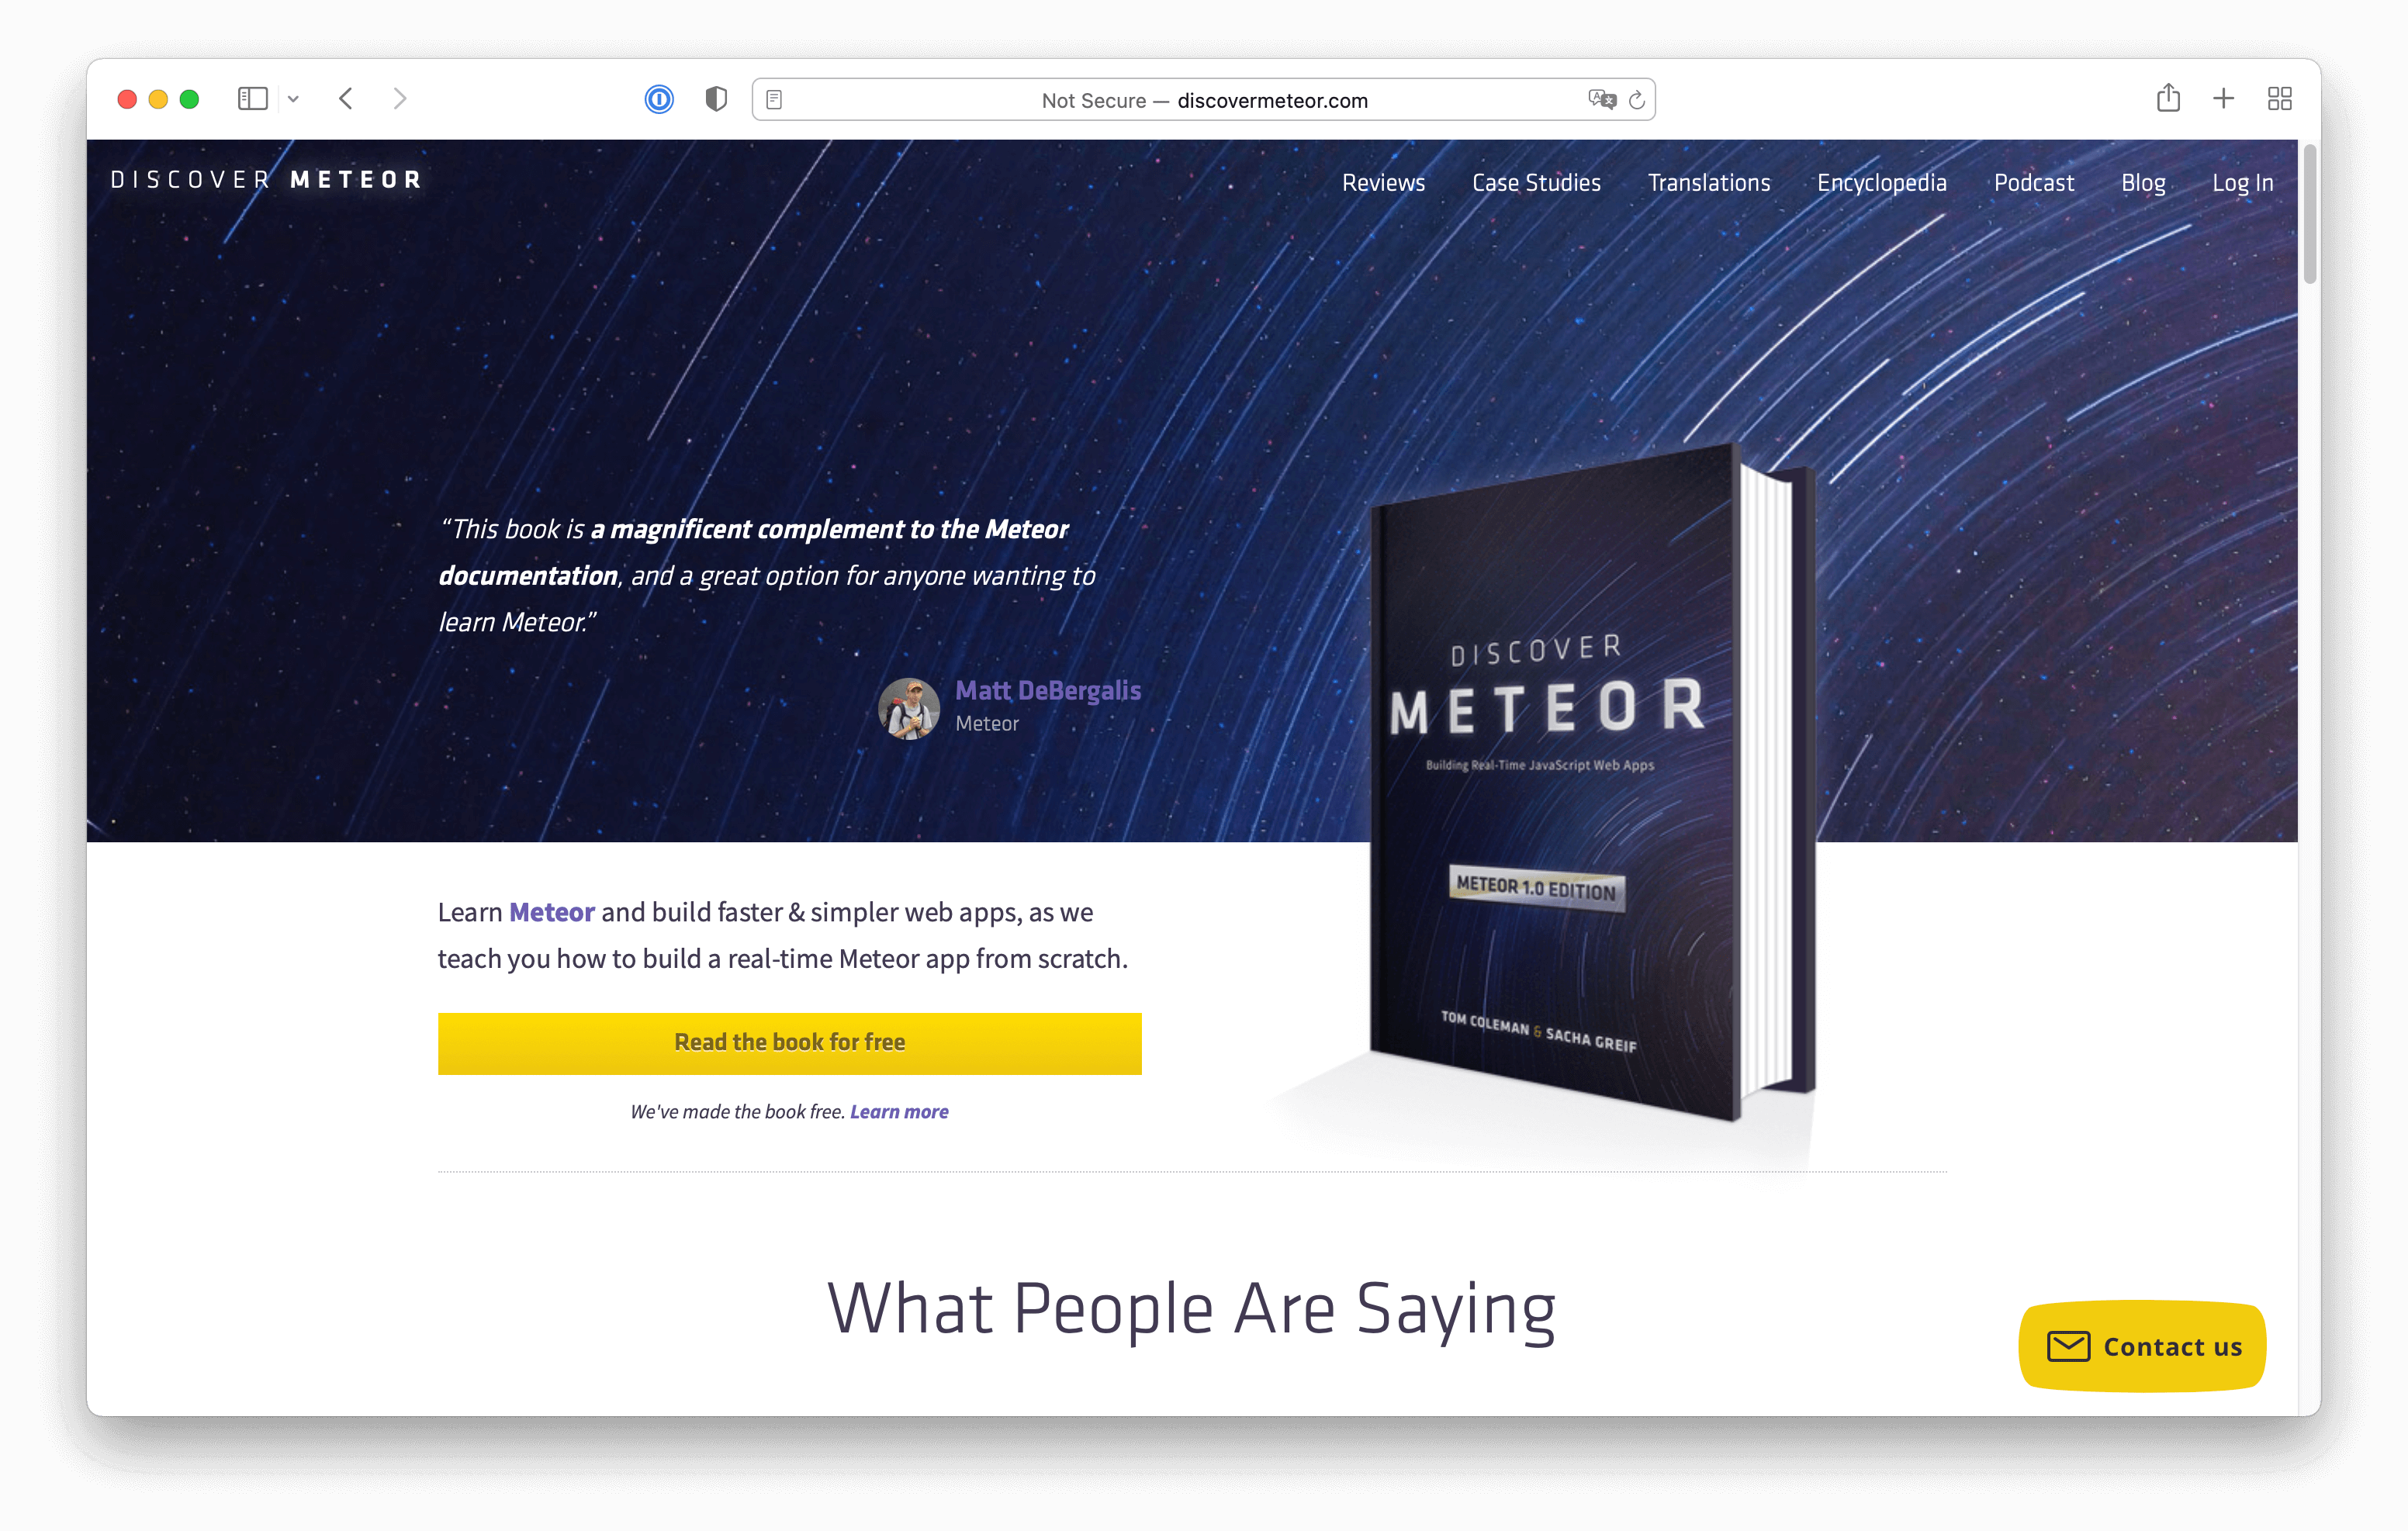 Not Secure — discovermeteor.com
DISCOVER METEOR
Reviews Case Studies Translations Encyclopedia Podcast Blog Log In
“This book is a magnificent complement to the Meteor
documentation, and a great option for anyone wanting to
learn Meteor.”
Matt DeBergalis
Meteor
DISCOVER
METEOR
Building Real-Time JavaScript Web Apps
METEOR 1.0 EDITION
TOM COLEMAN & SACHA GREIF
Learn Meteor and build faster & simpler web apps, as we
teach you how to build a real-time Meteor app from scratch.
Read the book for free
We've made the book free. Learn more
What People Are Saying
Contact us